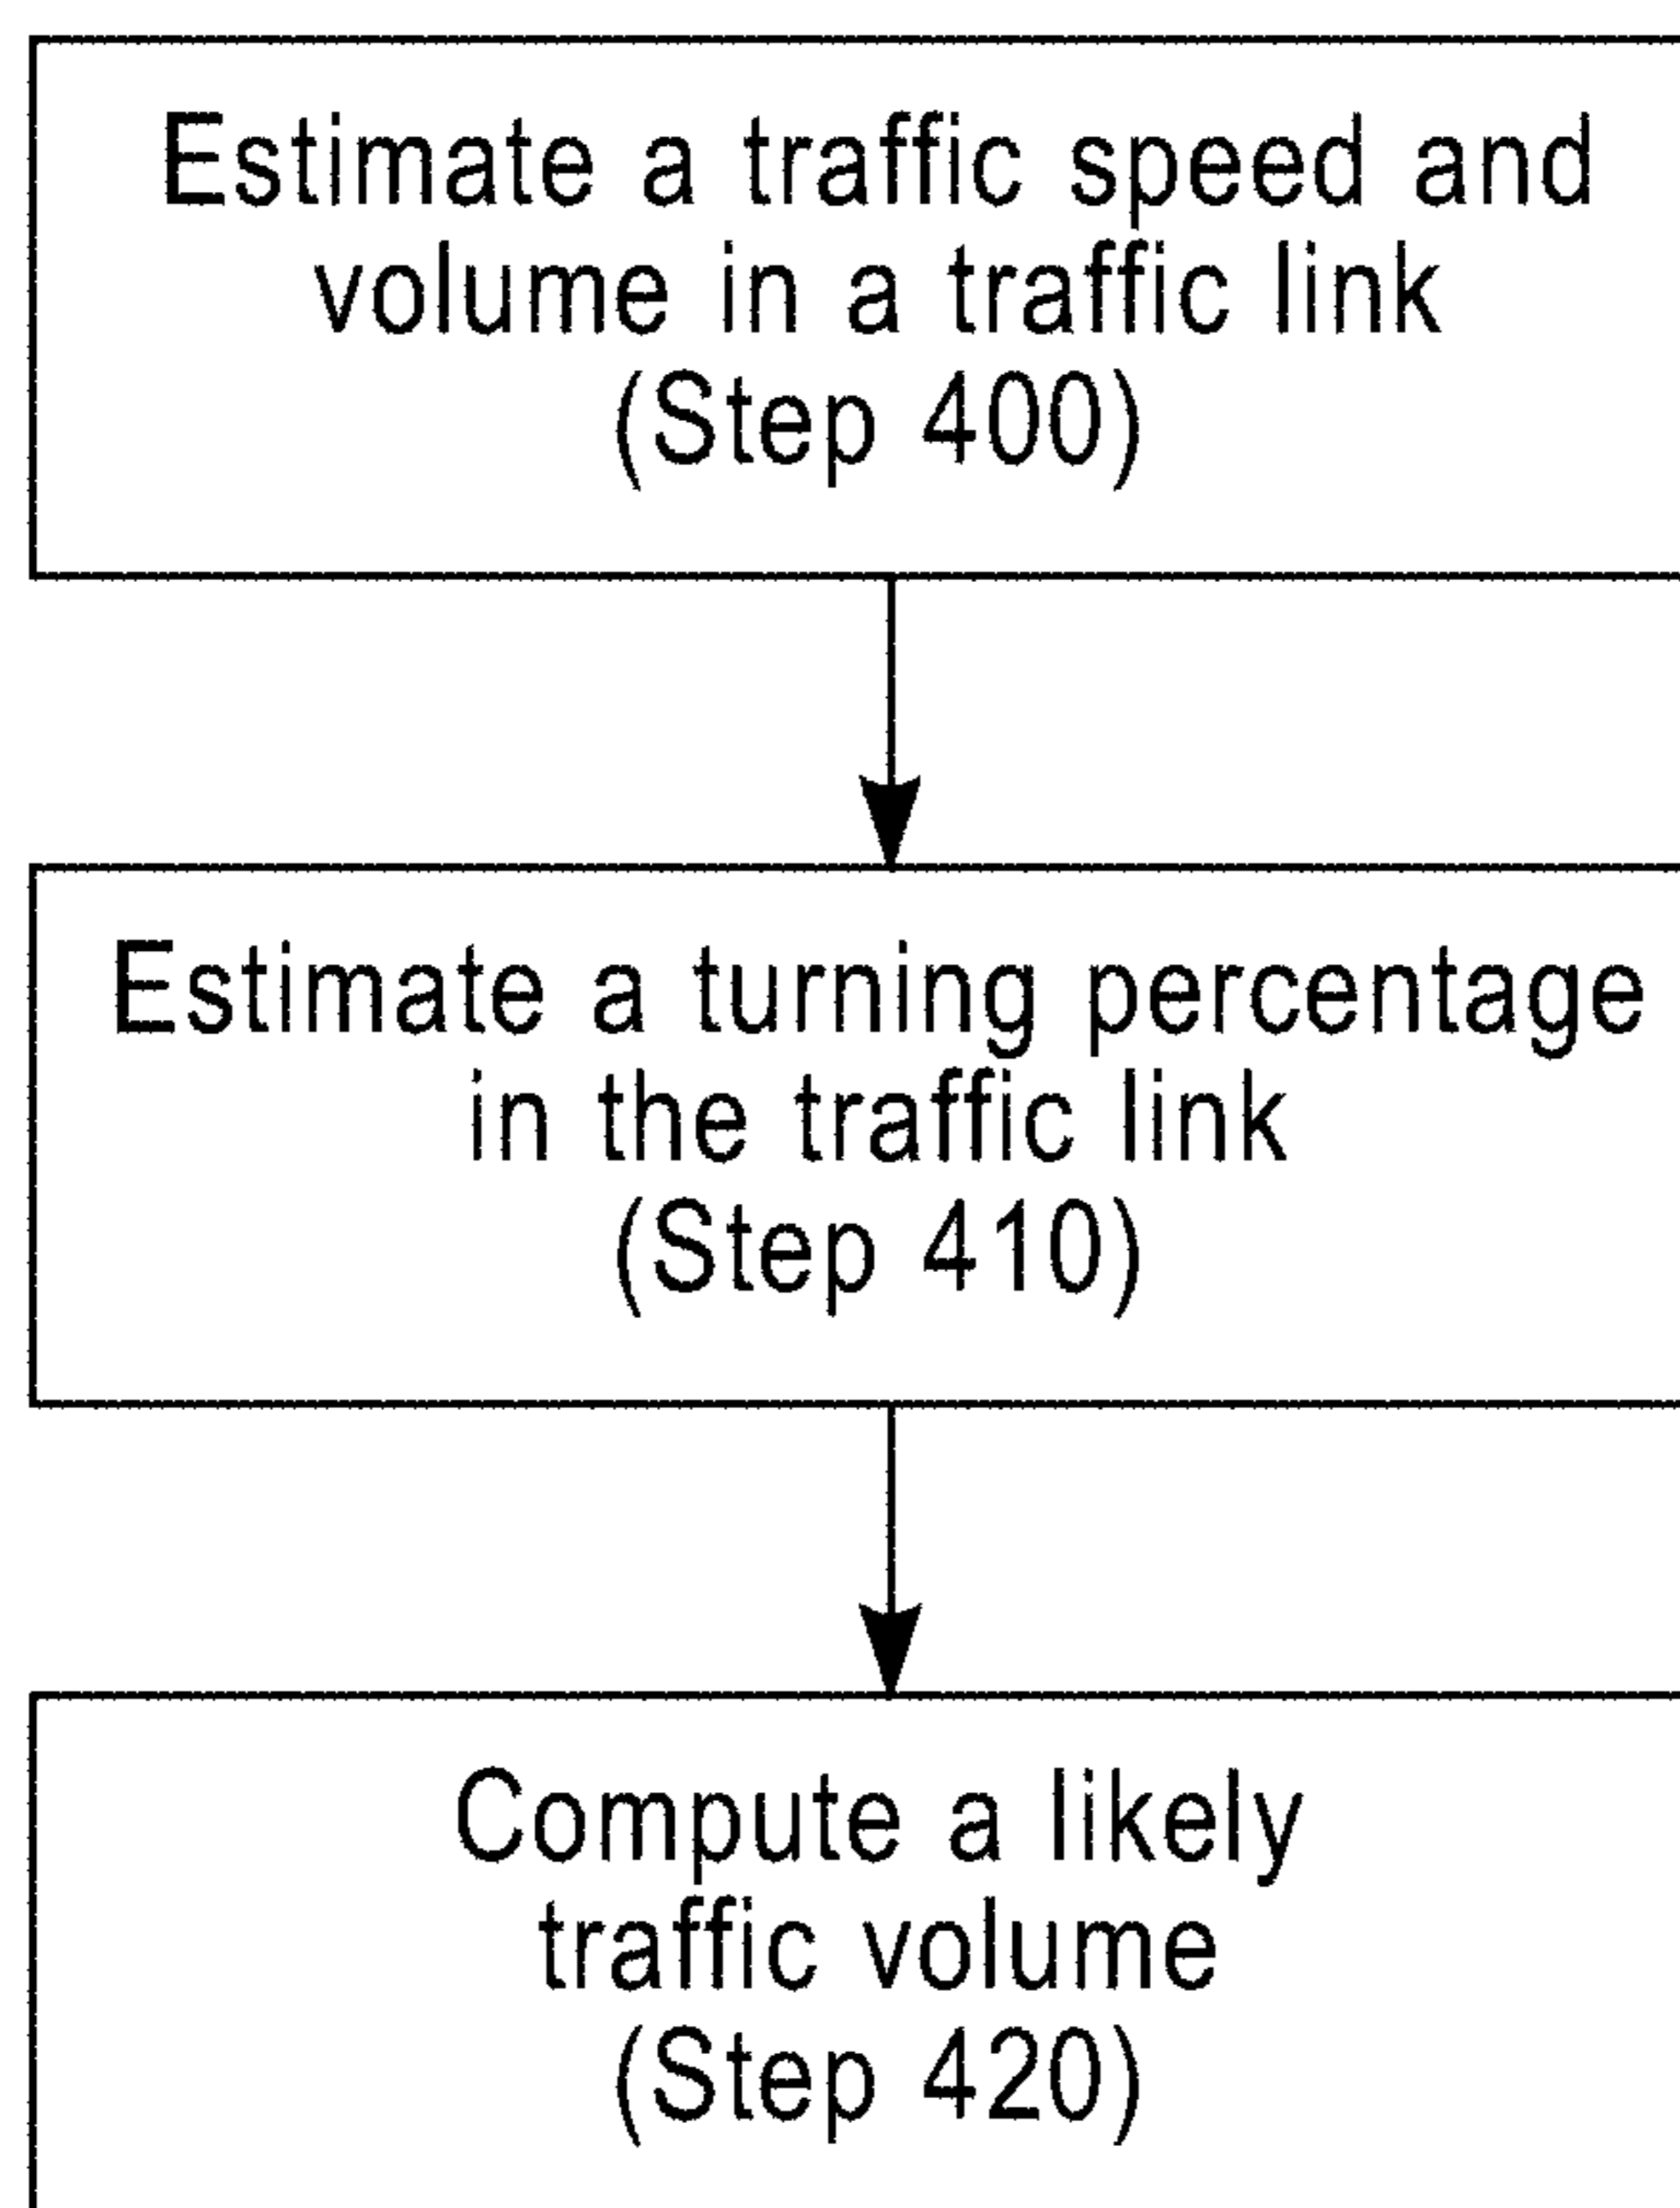 Estimate a traffic speed and
volume in a traffic link
(Step 400)
Estimate a turning percentage
in the traffic link
(Step 410)
Compute a likely
traffic volume
(Step 420)